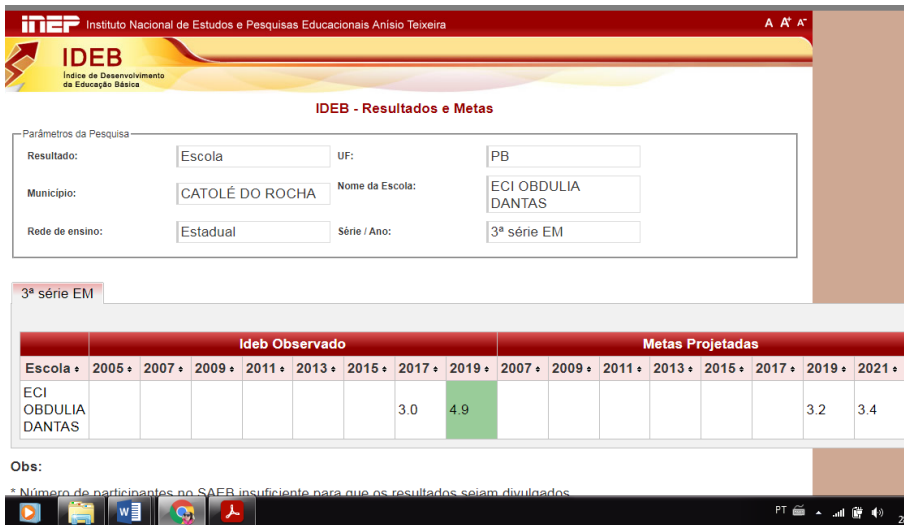 inep Instituto Nacional de Estudos e Pesquisas Educacionais Anísio Teixeira A A+ A-
IDEB
Índice de Desenvolvimento
da Educação Básica
IDEB - Resultados e Metas
Parâmetros da Pesquisa
Resultado: Escola UF: PB
Município: CATOLÉ DO ROCHA Nome da Escola: ECI OBDULIA
DANTAS
Rede de ensino: Estadual Série / Ano: 3ª série EM
3ª série EM
Ideb Observado Metas Projetadas
Escola 2005 2007 2009 2011 2013 2015 2017 2019 2007 2009 2011 2013 2015 2017 2019 2021
ECI
OBDULIA 3.0 4.9 3.2 3.4
DANTAS
Obs:
* Número de participantes no SAEB insuficiente para que os resultados sejam divulgados
PT